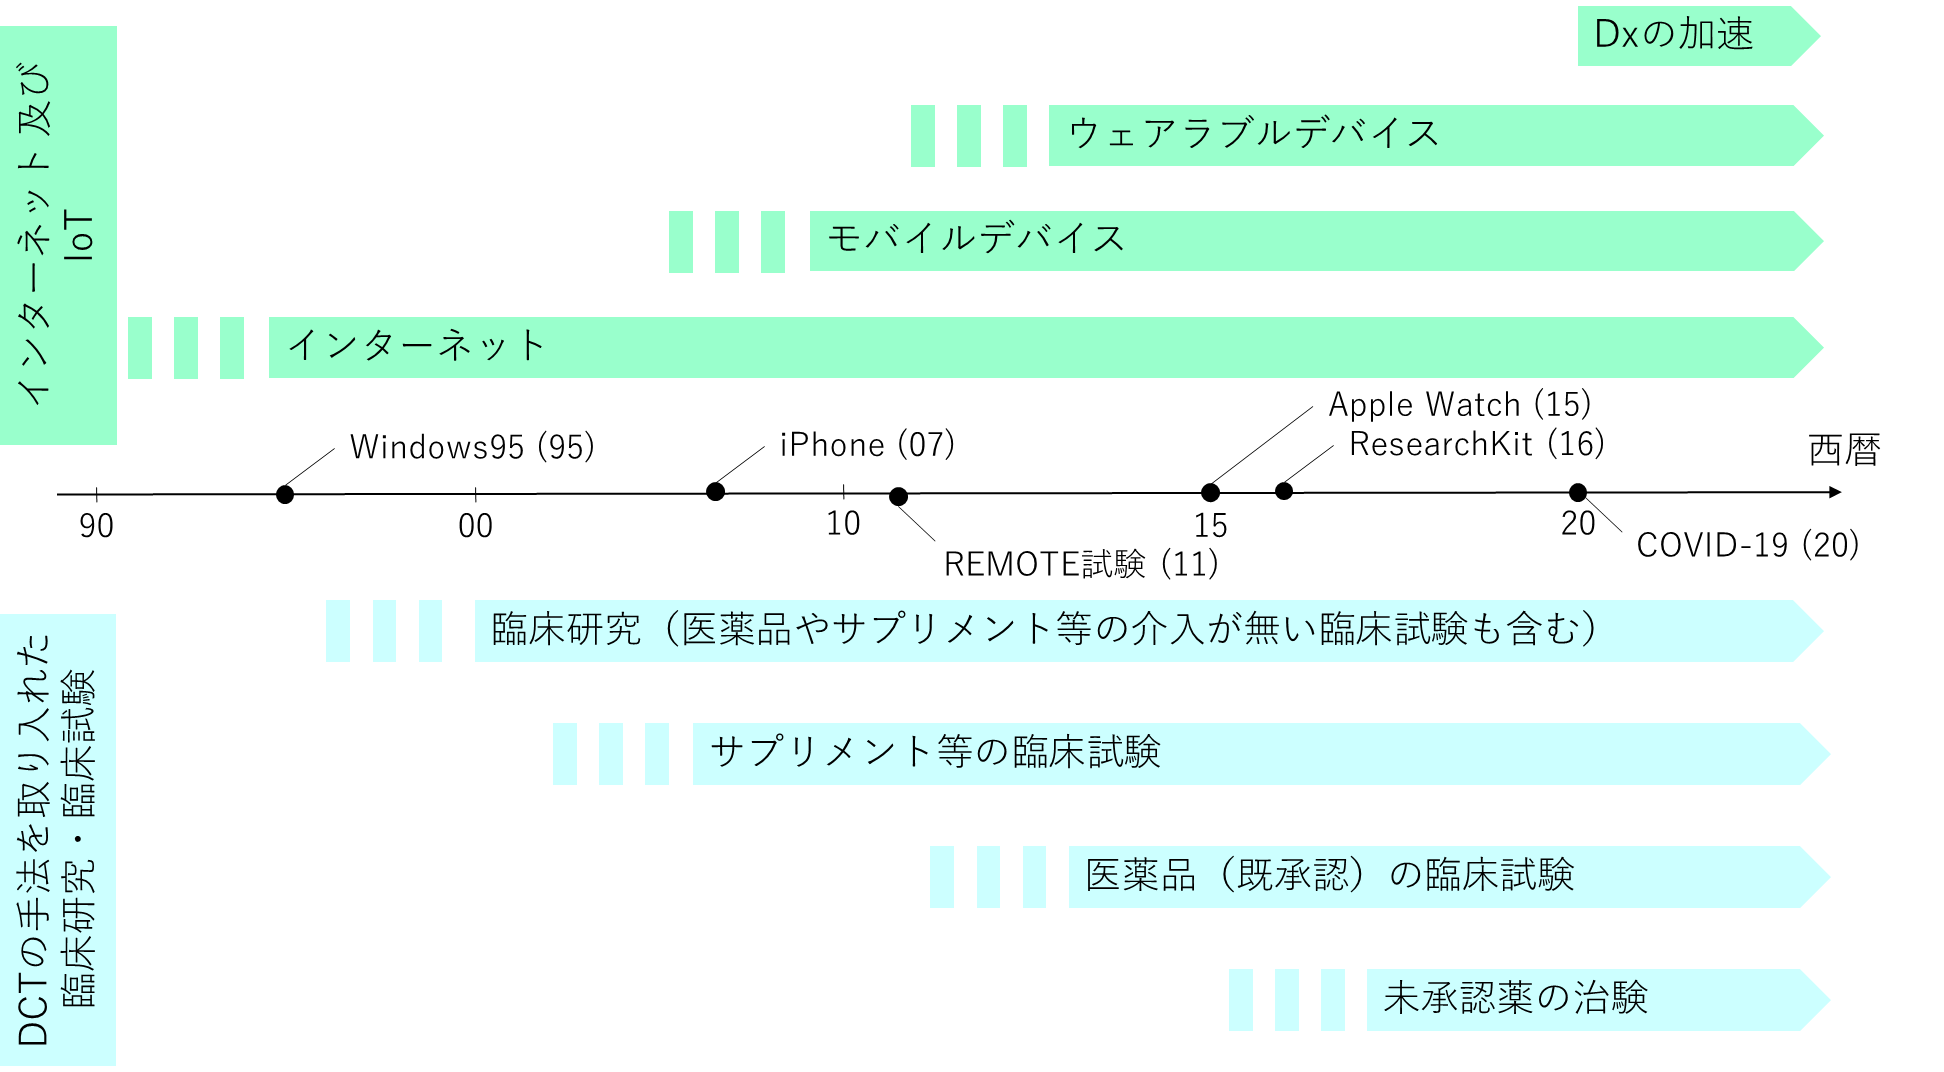 Dxの加速
ウェアラブルデバイス
モバイルデバイス
インターネット
インターネット及び
IoT
Apple Watch (15)
ResearchKit (16)
Windows95 (95)
iPhone (07)
西暦
90
00
10
15
20
REMOTE試験 (11)
COVID-19 (20)
臨床研究（医薬品やサプリメント等の介入が無い臨床試験も含む）
サプリメント等の臨床試験
医薬品（既承認）の臨床試験
未承認薬の治験
DCTの手法を取り入れた
臨床研究・臨床試験